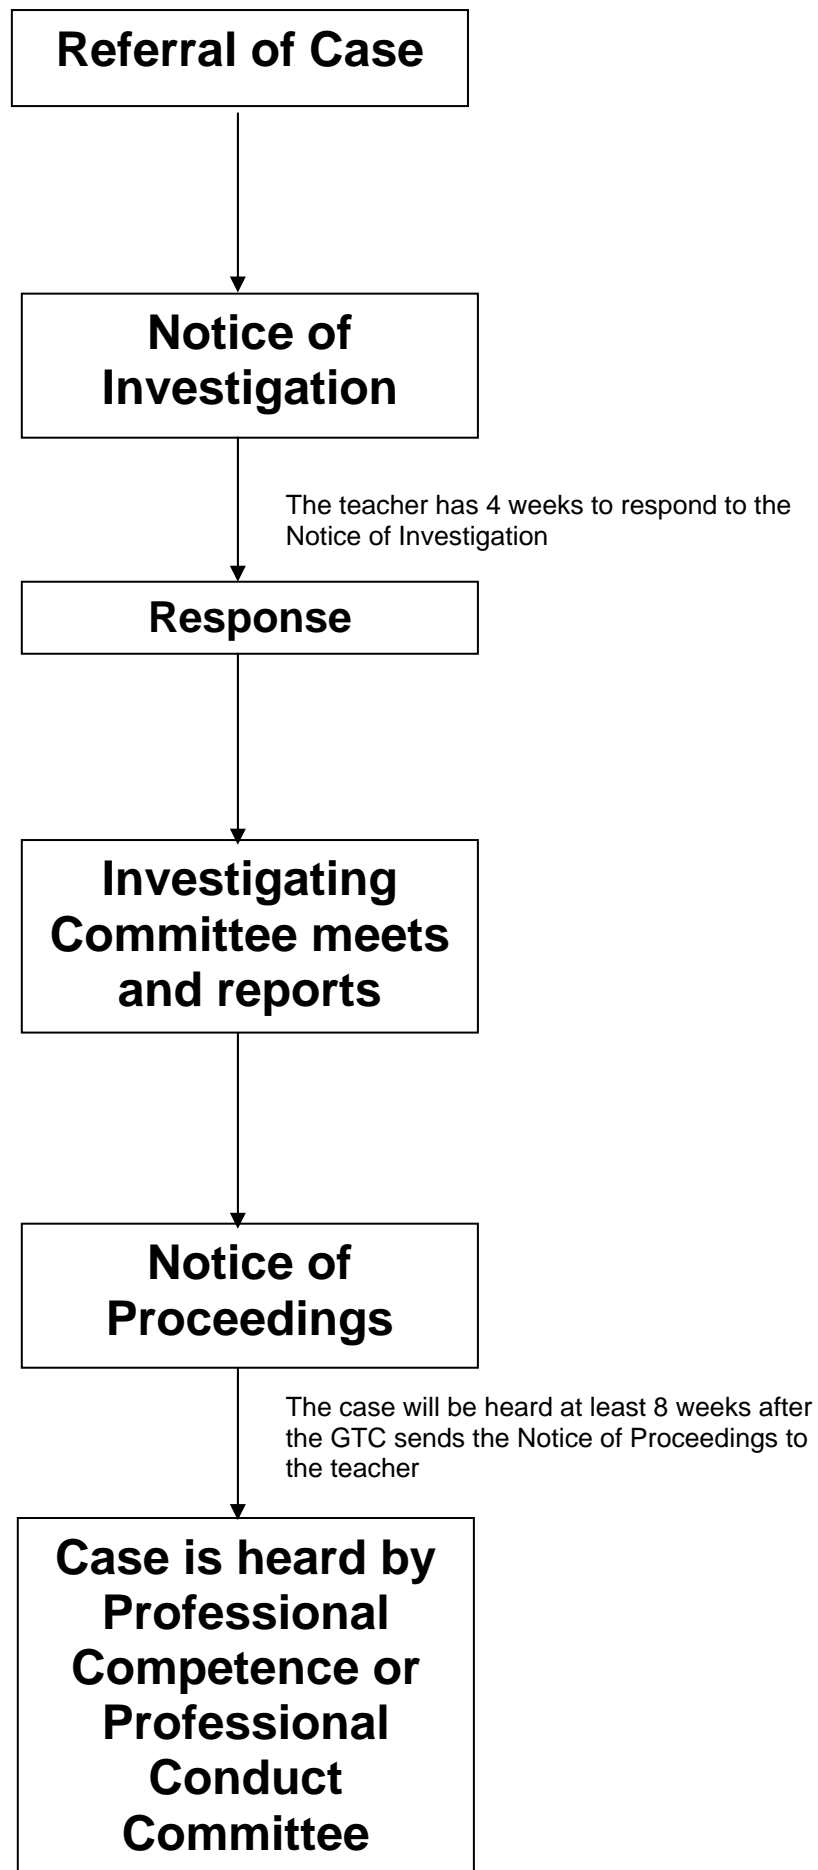 Referral of Case
Notice of
Investigation
The teacher has 4 weeks to respond to the
Notice of Investigation
Response
Investigating
Committee meets
and reports
Notice of
Proceedings
The case will be heard at least 8 weeks after
the GTC sends the Notice of Proceedings to
the teacher
Case is heard by
Professional
Competence or
Professional
Conduct
Committee